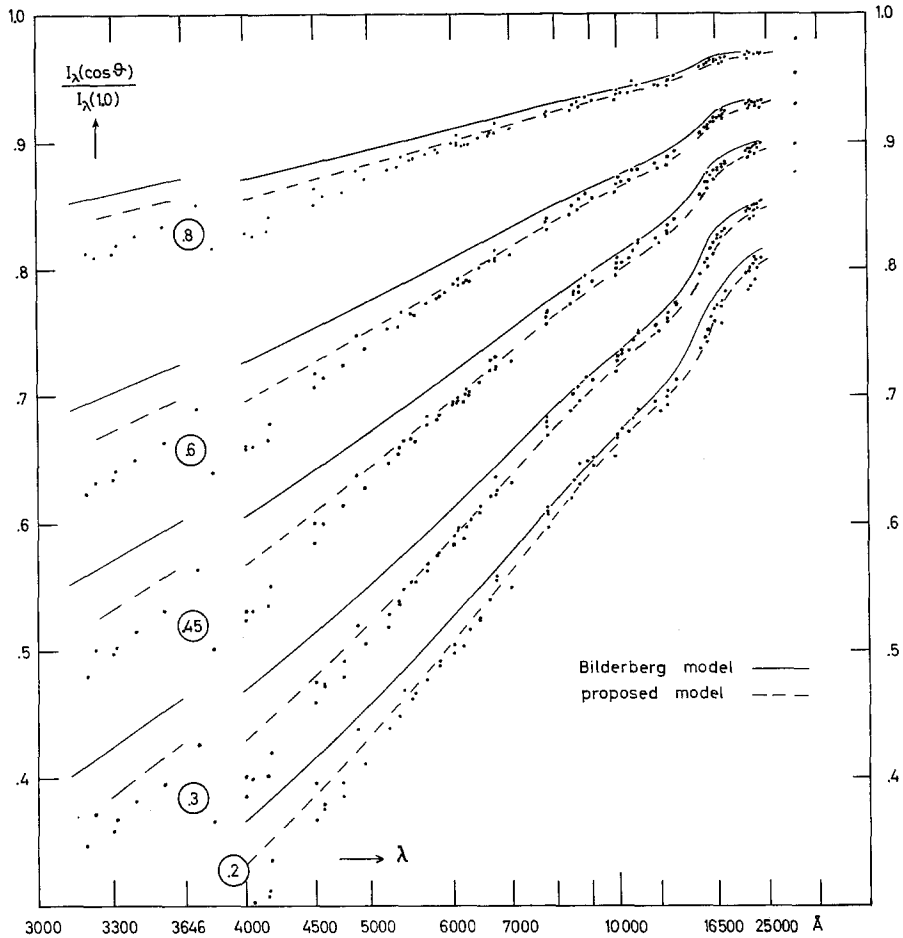 1.0 1.0
I_λ(cosϑ)
I_λ(1.0)
.9 .9
.8
.8 .8
.7 .7
.6
.6 .6
.45
.5 .5
Bilderberg model
proposed model
.4 .4
.3
.2
λ
3000 3300 3646 4000 4500 5000 6000 7000 10000 16500 25000 Å